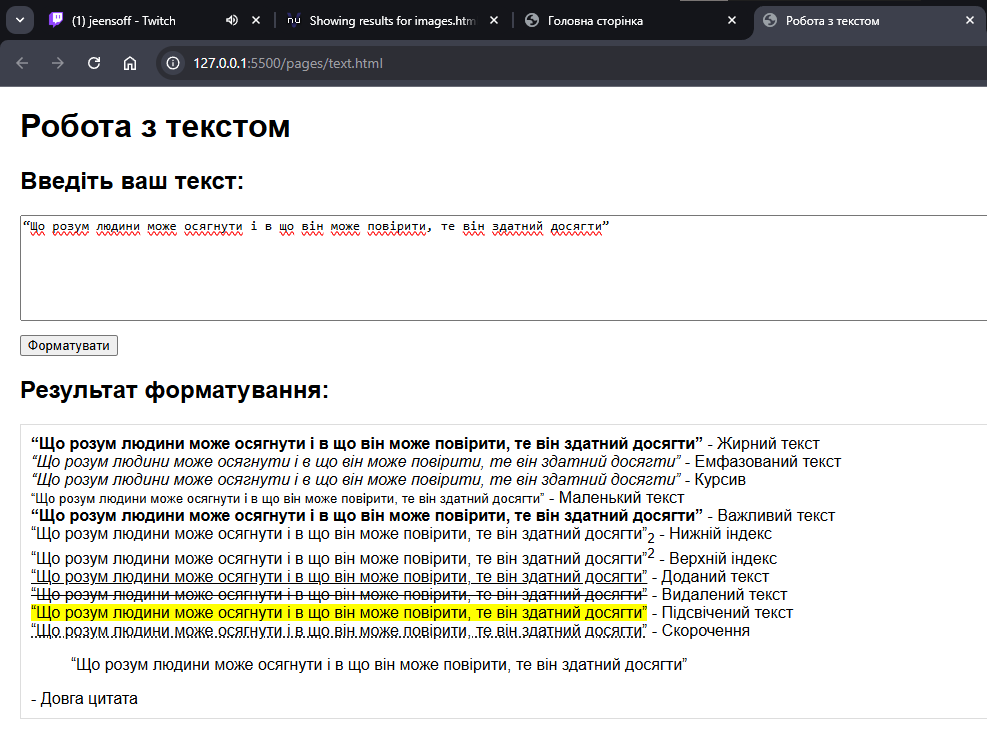 (1) jeensoff - Twitch
Showing results for images.htm
Головна сторінка
Робота з текстом
127.0.0.1:5500/pages/text.html
Робота з текстом
Введіть ваш текст:
“Що розум людини може осягнути і в що він може повірити, те він здатний досягти”
Форматувати
Результат форматування:
“Що розум людини може осягнути і в що він може повірити, те він здатний досягти” - Жирний текст
“Що розум людини може осягнути і в що він може повірити, те він здатний досягти” - Емфазований текст
“Що розум людини може осягнути і в що він може повірити, те він здатний досягти” - Курсив
“Що розум людини може осягнути і в що він може повірити, те він здатний досягти” - Маленький текст
“Що розум людини може осягнути і в що він може повірити, те він здатний досягти” - Важливий текст
“Що розум людини може осягнути і в що він може повірити, те він здатний досягти”2 - Нижній індекс
“Що розум людини може осягнути і в що він може повірити, те він здатний досягти”2 - Верхній індекс
“Що розум людини може осягнути і в що він може повірити, те він здатний досягти” - Доданий текст
“Що розум людини може осягнути і в що він може повірити, те він здатний досягти” - Видалений текст
“Що розум людини може осягнути і в що він може повірити, те він здатний досягти” - Підсвічений текст
“Що розум людини може осягнути і в що він може повірити, те він здатний досягти” - Скорочення
“Що розум людини може осягнути і в що він може повірити, те він здатний досягти”
- Довга цитата